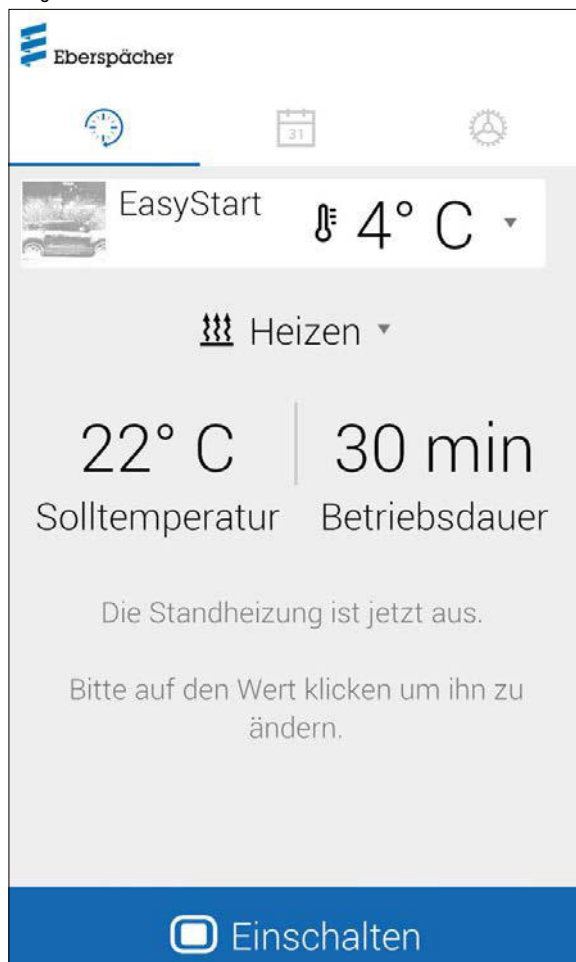 Eberspächer
31
EasyStart
4° C
Heizen
22° C
30 min
Solltemperatur
Betriebsdauer
Die Standheizung ist jetzt aus.
Bitte auf den Wert klicken um ihn zu
ändern.
Einschalten